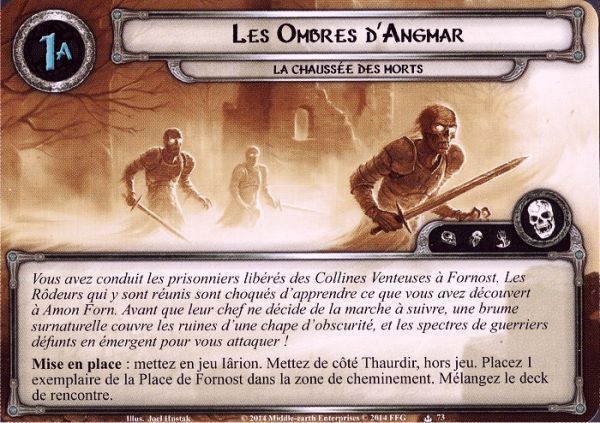 1A
LES OMBRES D'ANGMAR
LA CHAUSSÉE DES MORTS
Vous avez conduit les prisonniers libérés des Collines Venteuses à Fornost. Les
Rôdeurs qui y sont réunis sont choqués d'apprendre ce que vous avez découvert
à Amon Forn. Avant que leur chef ne décide de la marche à suivre, une brume
surnaturelle couvre les ruines d'une chape d'obscurité, et les spectres de guerriers
défunts en émergent pour vous attaquer !
Mise en place : mettez en jeu Iârion. Mettez de côté Thaurdir, hors jeu. Placez 1
exemplaire de la Place de Fornost dans la zone de cheminement. Mélangez le deck
de rencontre.
Illus. Joel Hustak © 2014 Middle-earth Enterprises © 2014 FFG 73